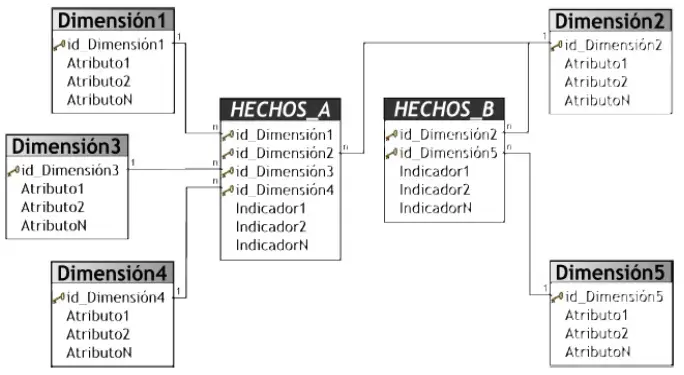 Dimensión1
id_Dimensión1
Atributo1
Atributo2
AtributoN
1
Dimensión2
id_Dimensión2
Atributo1
Atributo2
AtributoN
1
Dimensión3
id_Dimensión3
Atributo1
Atributo2
AtributoN
1
HECHOS_A
id_Dimensión1
id_Dimensión2
id_Dimensión3
id_Dimensión4
Indicador1
Indicador2
IndicadorN
n
n
n
n
HECHOS_B
id_Dimensión2
id_Dimensión5
Indicador1
Indicador2
IndicadorN
n
n
Dimensión4
id_Dimensión4
Atributo1
Atributo2
AtributoN
1
Dimensión5
id_Dimensión5
Atributo1
Atributo2
AtributoN
1